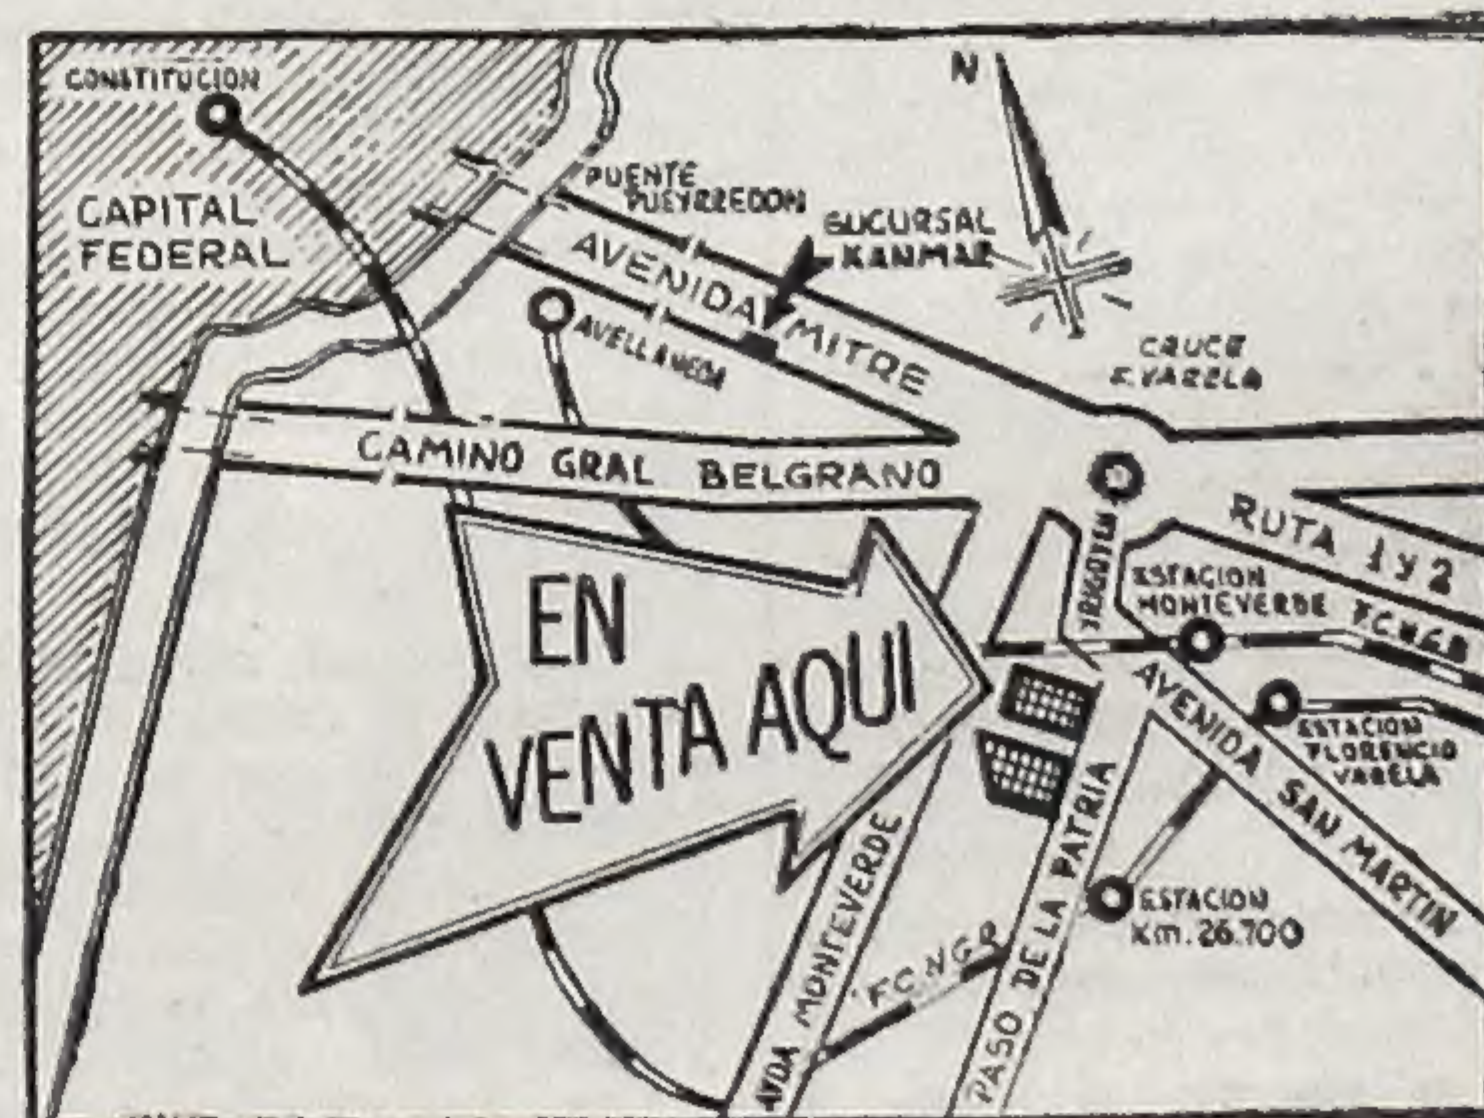 CONSTITUCION
CAPITAL
FEDERAL
N
PUENTE
PUEYRREDON
SUCURSAL
KANMAR
AVENIDA MITRE
AVELLANEDA
CRUCE
F. VARELA
CAMINO GRAL BELGRANO
RUTA 1 y 2
YRIGOYEN
ESTACION
MONTEVERDE
F.C.N.G.B
EN
VENTA AQUI
AVENIDA SAN MARTIN
ESTACION
FLORENCIO
VARELA
AVDA MONTEVERDE
F.C.N.G.R
PASO DE LA PATRIA
ESTACION
Km. 26.700